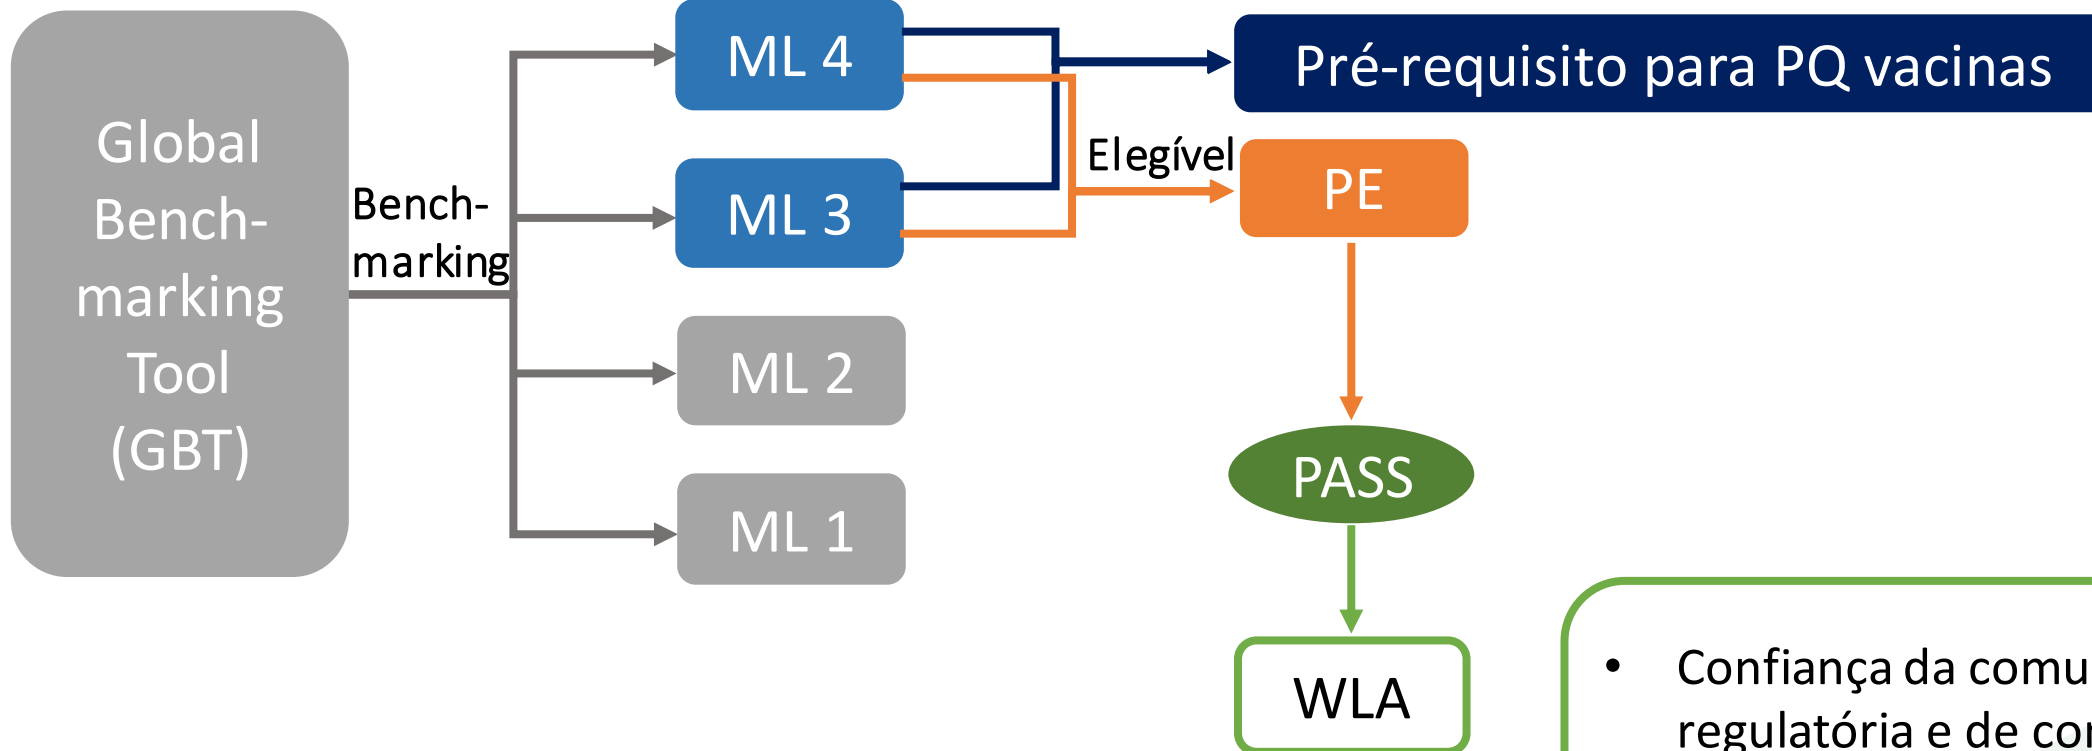 Global
Bench-
marking
Tool
(GBT)
Bench-
marking
ML 4
ML 3
ML 2
ML 1
Pré-requisito para PQ vacinas
Elegível
PE
PASS
WLA
• Confiança da comu
regulatória e de